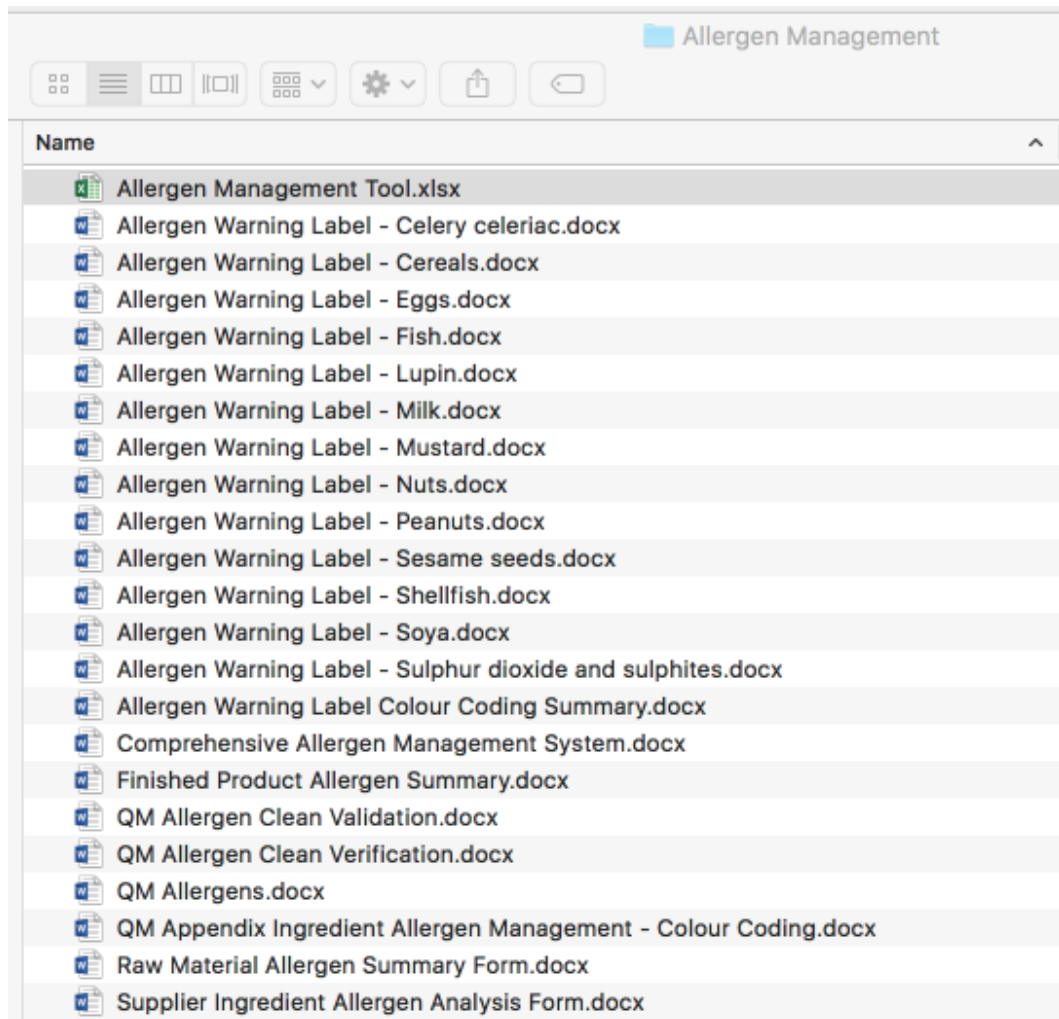 Allergen Management
Name
Allergen Management Tool.xlsx
Allergen Warning Label - Celery celeriac.docx
Allergen Warning Label - Cereals.docx
Allergen Warning Label - Eggs.docx
Allergen Warning Label - Fish.docx
Allergen Warning Label - Lupin.docx
Allergen Warning Label - Milk.docx
Allergen Warning Label - Mustard.docx
Allergen Warning Label - Nuts.docx
Allergen Warning Label - Peanuts.docx
Allergen Warning Label - Sesame seeds.docx
Allergen Warning Label - Shellfish.docx
Allergen Warning Label - Soya.docx
Allergen Warning Label - Sulphur dioxide and sulphites.docx
Allergen Warning Label Colour Coding Summary.docx
Comprehensive Allergen Management System.docx
Finished Product Allergen Summary.docx
QM Allergen Clean Validation.docx
QM Allergen Clean Verification.docx
QM Allergens.docx
QM Appendix Ingredient Allergen Management - Colour Coding.docx
Raw Material Allergen Summary Form.docx
Supplier Ingredient Allergen Analysis Form.docx